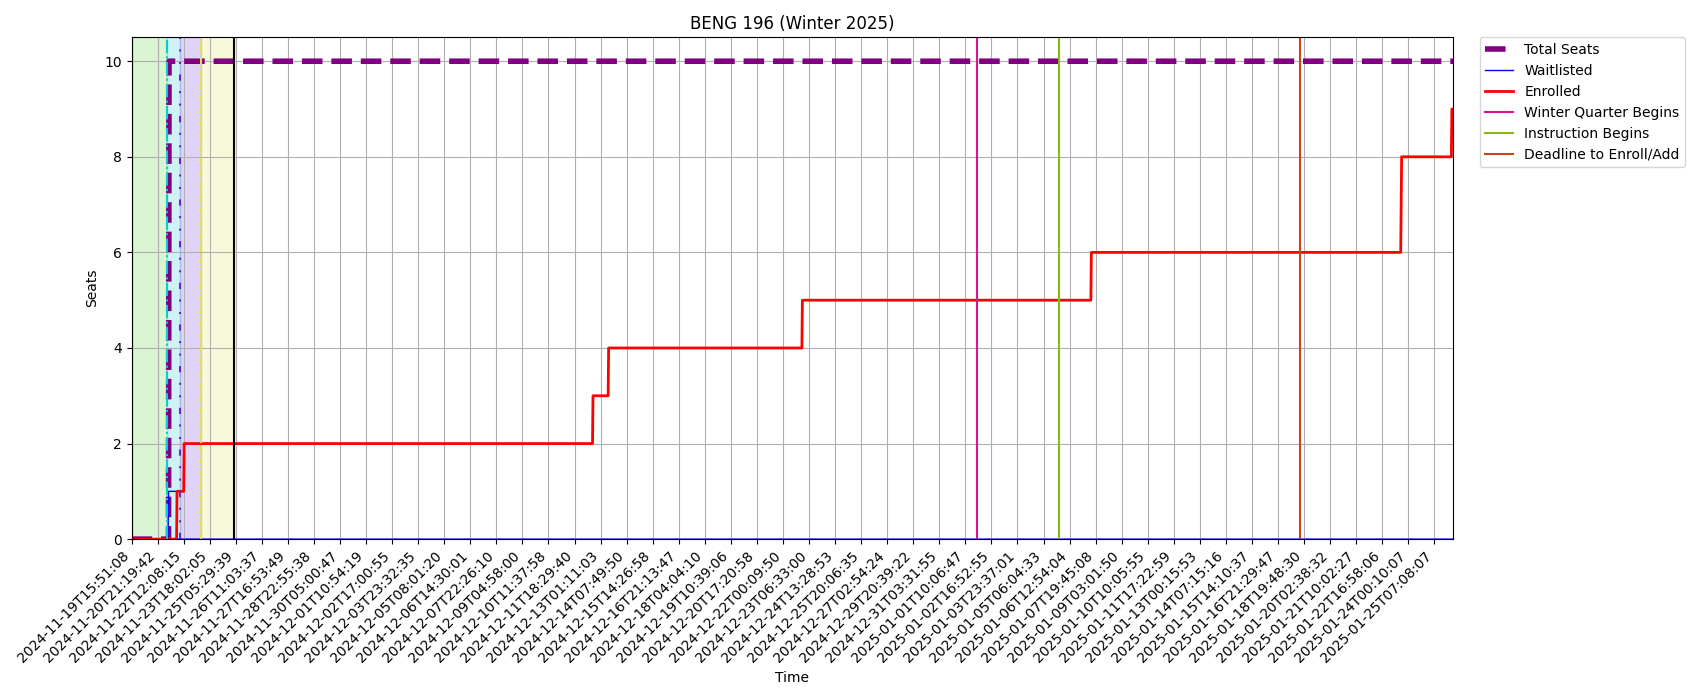 BENG 196 (Winter 2025)
Total Seats
Waitlisted
Enrolled
Winter Quarter Begins
Instruction Begins
Deadline to Enroll/Add
Seats
10
8
6
4
2
0
2024-11-19T15:51:08
2024-11-20T21:19:42
2024-11-22T12:08:15
2024-11-23T18:02:05
2024-11-25T05:29:39
2024-11-26T11:03:37
2024-11-27T16:53:49
2024-11-28T22:55:38
2024-11-30T05:00:47
2024-12-01T10:54:19
2024-12-02T17:00:55
2024-12-03T23:32:35
2024-12-05T08:01:20
2024-12-06T14:30:01
2024-12-07T22:26:10
2024-12-09T04:58:00
2024-12-10T11:37:58
2024-12-11T18:29:40
2024-12-13T01:11:03
2024-12-14T07:49:50
2024-12-15T14:26:58
2024-12-16T21:13:47
2024-12-18T04:04:10
2024-12-19T10:39:06
2024-12-20T17:20:58
2024-12-22T00:09:50
2024-12-23T06:33:00
2024-12-24T13:28:53
2024-12-25T20:06:35
2024-12-27T02:54:24
2024-12-29T20:39:22
2024-12-31T03:31:55
2025-01-01T10:06:47
2025-01-02T16:52:55
2025-01-03T23:37:01
2025-01-05T06:04:33
2025-01-06T12:54:04
2025-01-07T19:45:08
2025-01-09T03:01:50
2025-01-10T10:05:55
2025-01-11T17:22:59
2025-01-13T00:15:53
2025-01-14T07:15:16
2025-01-15T14:10:37
2025-01-16T21:29:47
2025-01-18T19:48:30
2025-01-20T02:38:32
2025-01-21T10:02:27
2025-01-22T16:58:06
2025-01-24T00:10:07
2025-01-25T07:08:07
Time